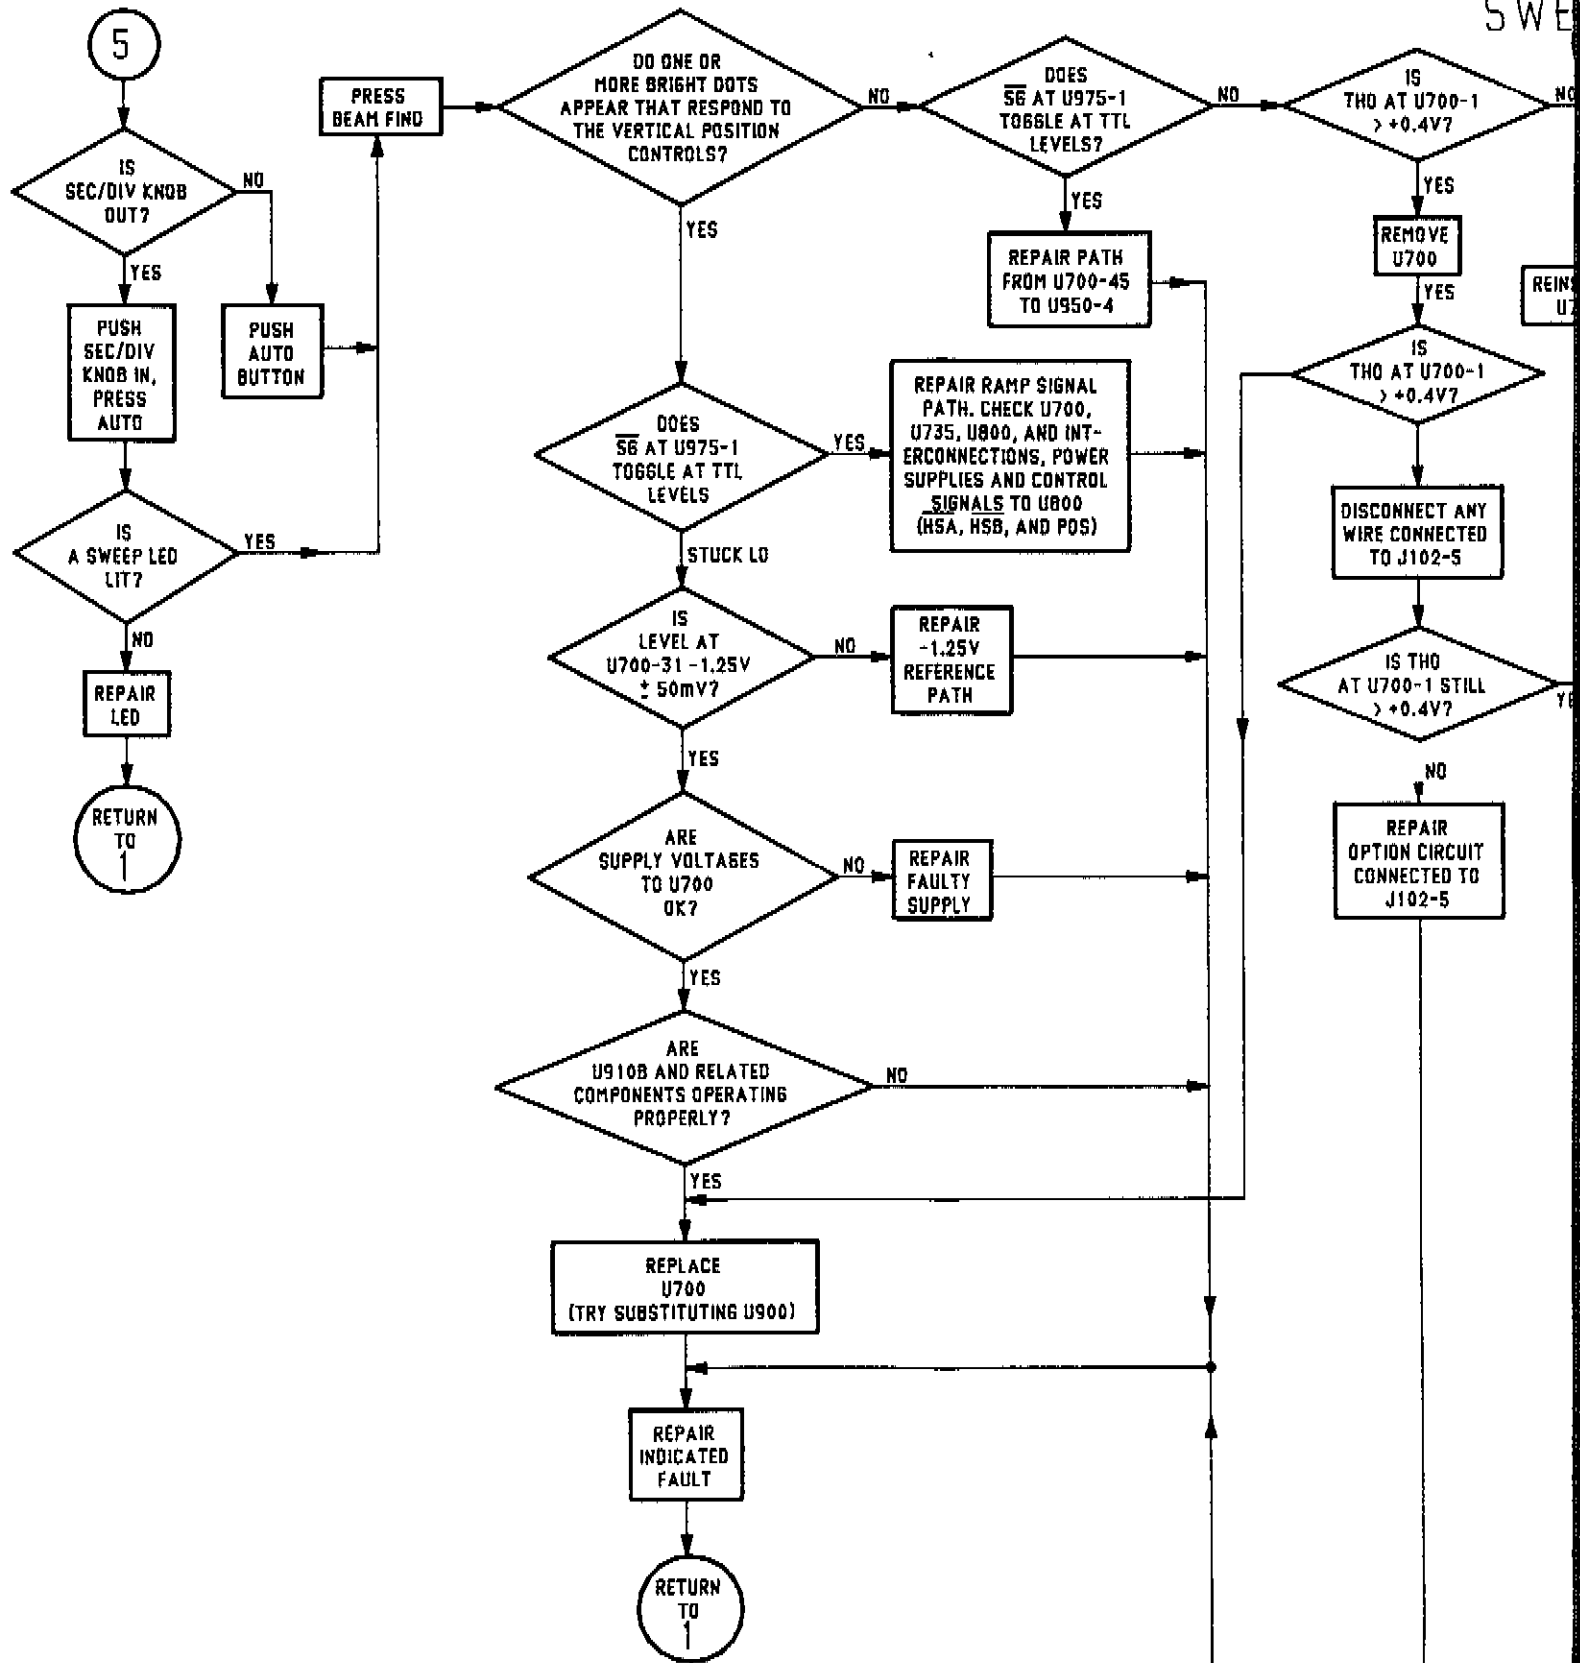 SWE
5
IS
SEC/DIV KNOB
OUT?
NO
YES
PUSH
SEC/DIV
KNOB IN,
PRESS
AUTO
PUSH
AUTO
BUTTON
IS
A SWEEP LED
LIT?
YES
NO
REPAIR
LED
RETURN
TO
1
PRESS
BEAM FIND
DO ONE OR
MORE BRIGHT DOTS
APPEAR THAT RESPOND TO
THE VERTICAL POSITION
CONTROLS?
NO
YES
DOES
SG AT U975-1
TOGGLE AT TTL
LEVELS?
NO
YES
REPAIR PATH
FROM U700-45
TO U950-4
IS
THO AT U700-1
> +0.4V?
NO
YES
REMOVE
U700
YES
REINS
U7
IS
THO AT U700-1
> +0.4V?
DISCONNECT ANY
WIRE CONNECTED
TO J102-5
IS THO
AT U700-1 STILL
> +0.4V?
YE
NO
REPAIR
OPTION CIRCUIT
CONNECTED TO
J102-5
DOES
SG AT U975-1
TOGGLE AT TTL
LEVELS
YES
REPAIR RAMP SIGNAL
PATH. CHECK U700,
U735, U800, AND INT-
ERCONNECTIONS, POWER
SUPPLIES AND CONTROL
SIGNALS TO U800
(HSA, HSB, AND POS)
STUCK LO
IS
LEVEL AT
U700-31 -1.25V
± 50mV?
NO
REPAIR
-1.25V
REFERENCE
PATH
YES
ARE
SUPPLY VOLTAGES
TO U700
OK?
NO
REPAIR
FAULTY
SUPPLY
YES
ARE
U910B AND RELATED
COMPONENTS OPERATING
PROPERLY?
NO
YES
REPLACE
U700
(TRY SUBSTITUTING U900)
REPAIR
INDICATED
FAULT
RETURN
TO
1